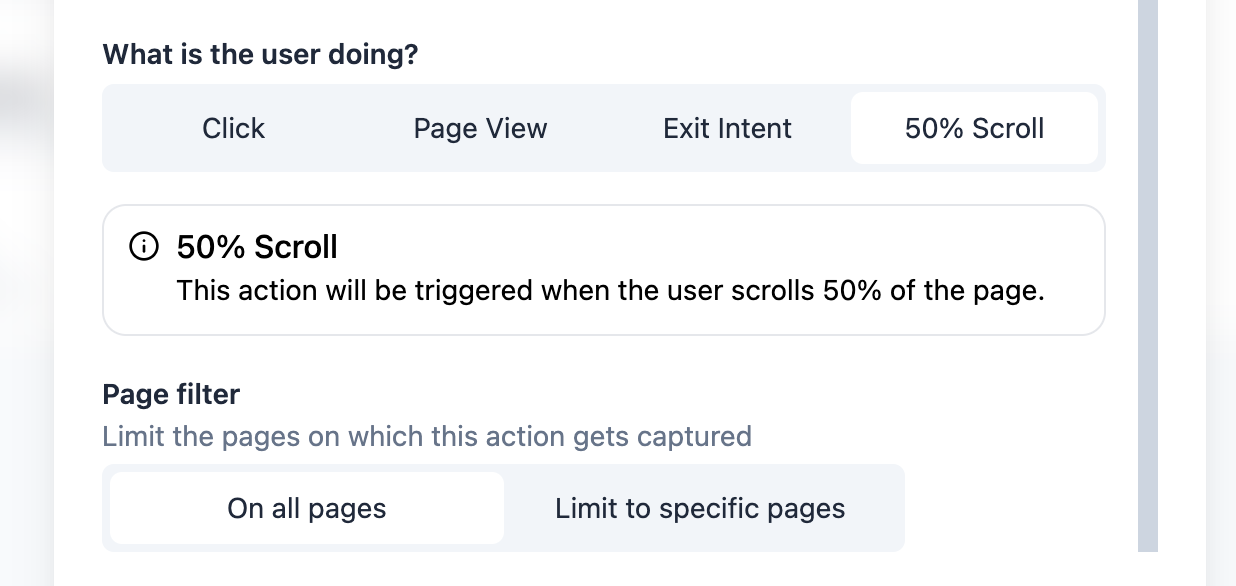 What is the user doing?
Click
Page View
Exit Intent
50% Scroll
50% Scroll
This action will be triggered when the user scrolls 50% of the page.
Page filter
Limit the pages on which this action gets captured
On all pages
Limit to specific pages